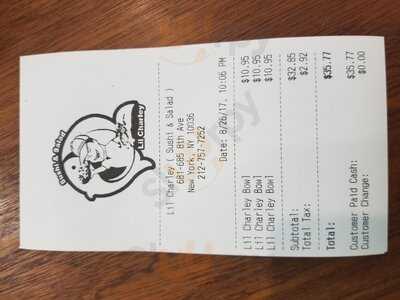 Sushi & Salad
Lil Charley
Lil Charley ( Sushi & Salad )
681-685 8th Ave
New York, NY 10036
212-757-7252
Date: 8/26/17, 10:06 PM
Lil Charley Bowl $10.95
Lil Charley Bowl $10.95
Lil Charley Bowl $10.95
Subtotal: $32.85
Total Tax: $2.92
Total: $35.77
Customer Paid Cash: $35.77
Customer Change: $0.00